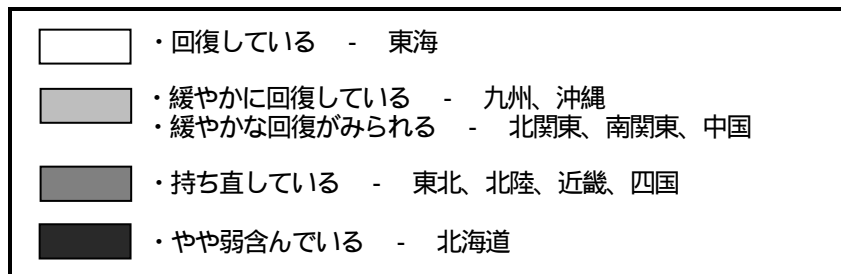 ・回復している - 東海
・緩やかに回復している - 九州、沖縄
・緩やかな回復がみられる - 北関東、南関東、中国
・持ち直している - 東北、北陸、近畿、四国
・やや弱含んでいる - 北海道